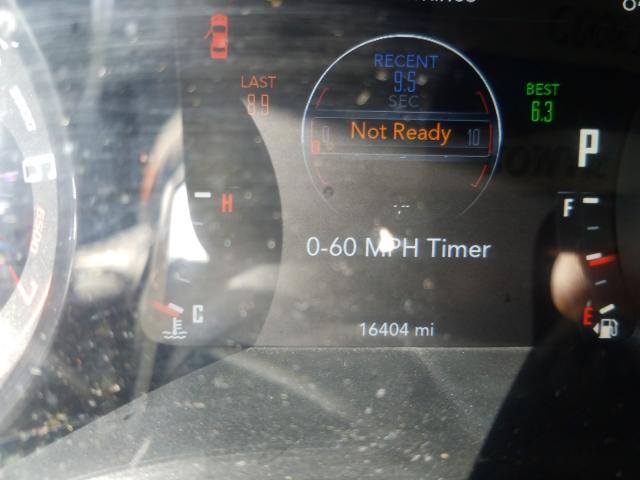 RECENT
9.5
SEC
LAST
8.9
BEST
6.3
Not Ready
0
10
P
H
F
0-60 MPH Timer
C
E
16404 mi
7